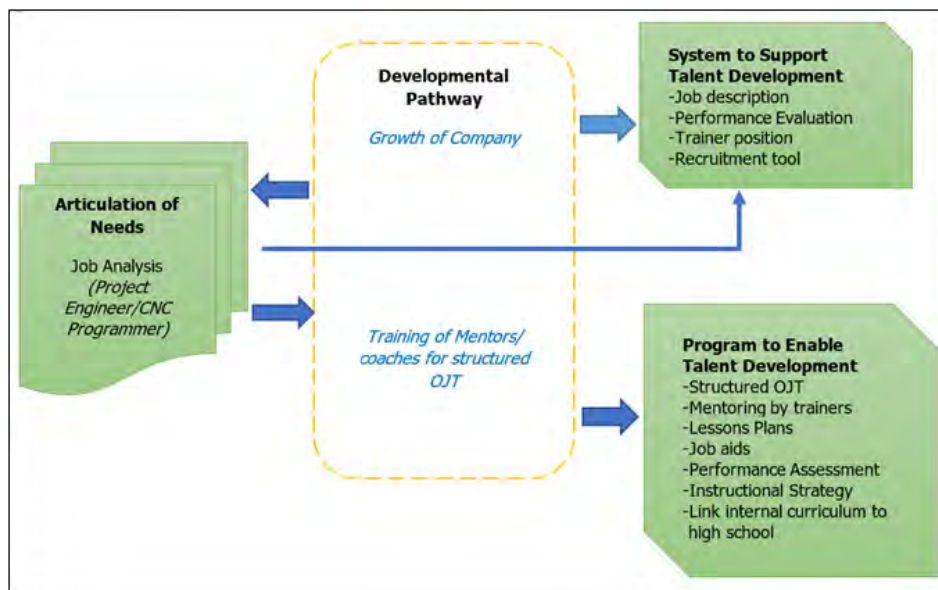 Articulation of
Needs
Job Analysis
(Project
Engineer/CNC
Programmer)
Developmental
Pathway
Growth of Company
Training of Mentors/
coaches for structured
OJT
System to Support
Talent Development
-Job description
-Performance Evaluation
-Trainer position
-Recruitment tool
Program to Enable
Talent Development
-Structured OJT
-Mentoring by trainers
-Lessons Plans
-Job aids
-Performance Assessment
-Instructional Strategy
-Link internal curriculum to
high school